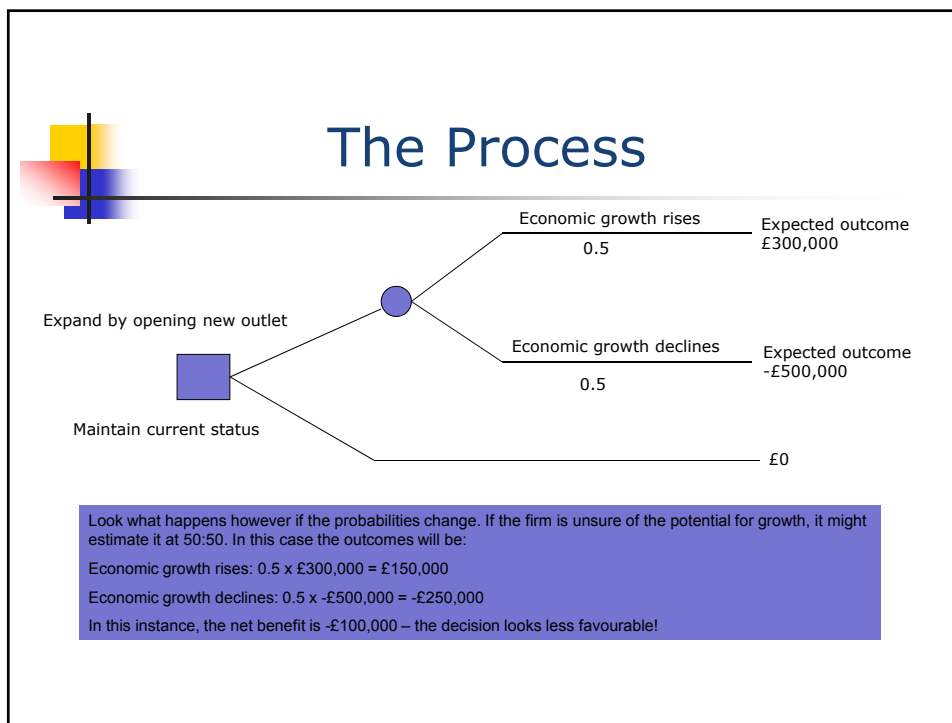 The Process
Economic growth rises
0.5
Expected outcome
£300,000
Expand by opening new outlet
Economic growth declines
0.5
Expected outcome
-£500,000
Maintain current status
£0
Look what happens however if the probabilities change. If the firm is unsure of the potential for growth, it might
estimate it at 50:50. In this case the outcomes will be:
Economic growth rises: 0.5 x £300,000 = £150,000
Economic growth declines: 0.5 x -£500,000 = -£250,000
In this instance, the net benefit is -£100,000 – the decision looks less favourable!